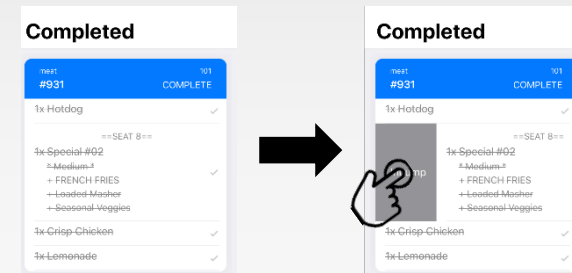 Completed
meat 101
#931 COMPLETE
1x Hotdog
==SEAT 8==
1x Special #02
* Medium *
+ FRENCH FRIES
+ Loaded Masher
+ Seasonal Veggies
1x Crisp Chicken
1x Lemonade
Completed
meat 101
#931 COMPLETE
1x Hotdog
==SEAT 8==
1x Special #02
* Medium *
+ FRENCH FRIES
+ Loaded Masher
+ Seasonal Veggies
1x Crisp Chicken
1x Lemonade